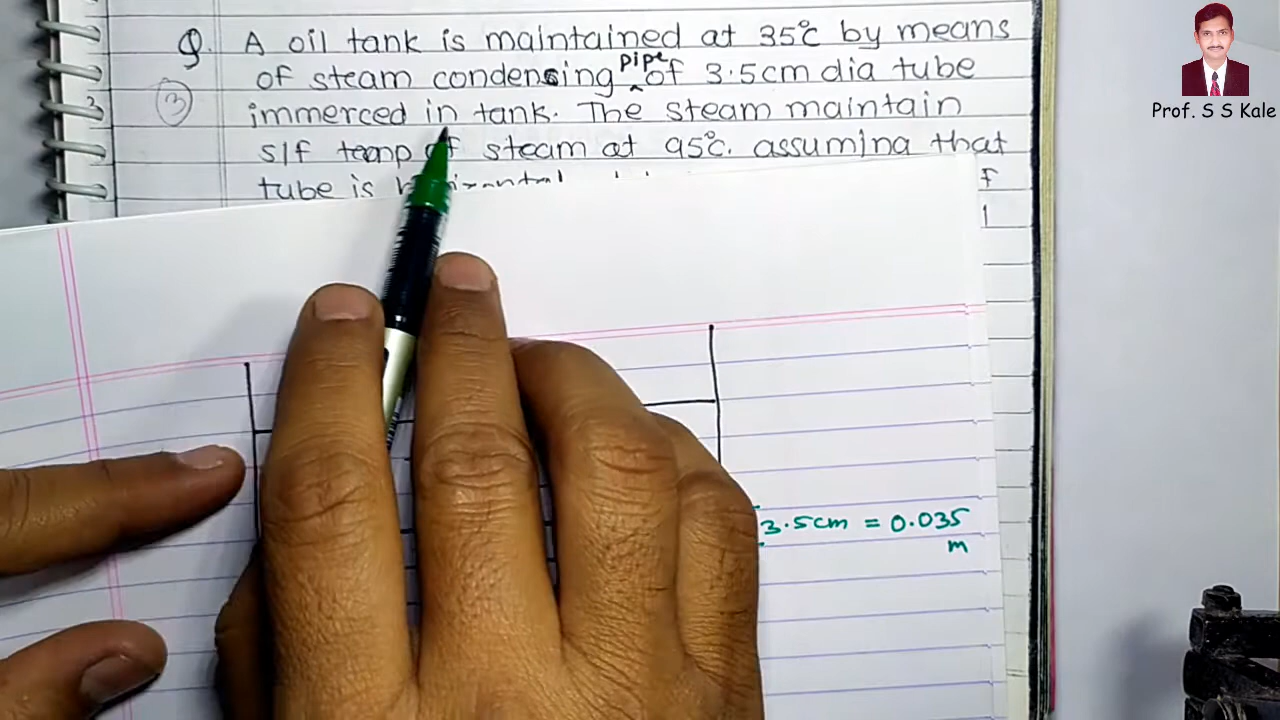 Q. A oil tank is maintained at 35°C by means
of steam condensing pipe of 3.5cm dia tube
③ immerced in tank. The steam maintain
s/f temp of steam at 95°C. assuming that
tube is
3.5cm = 0.035
m
Prof. S S Kale